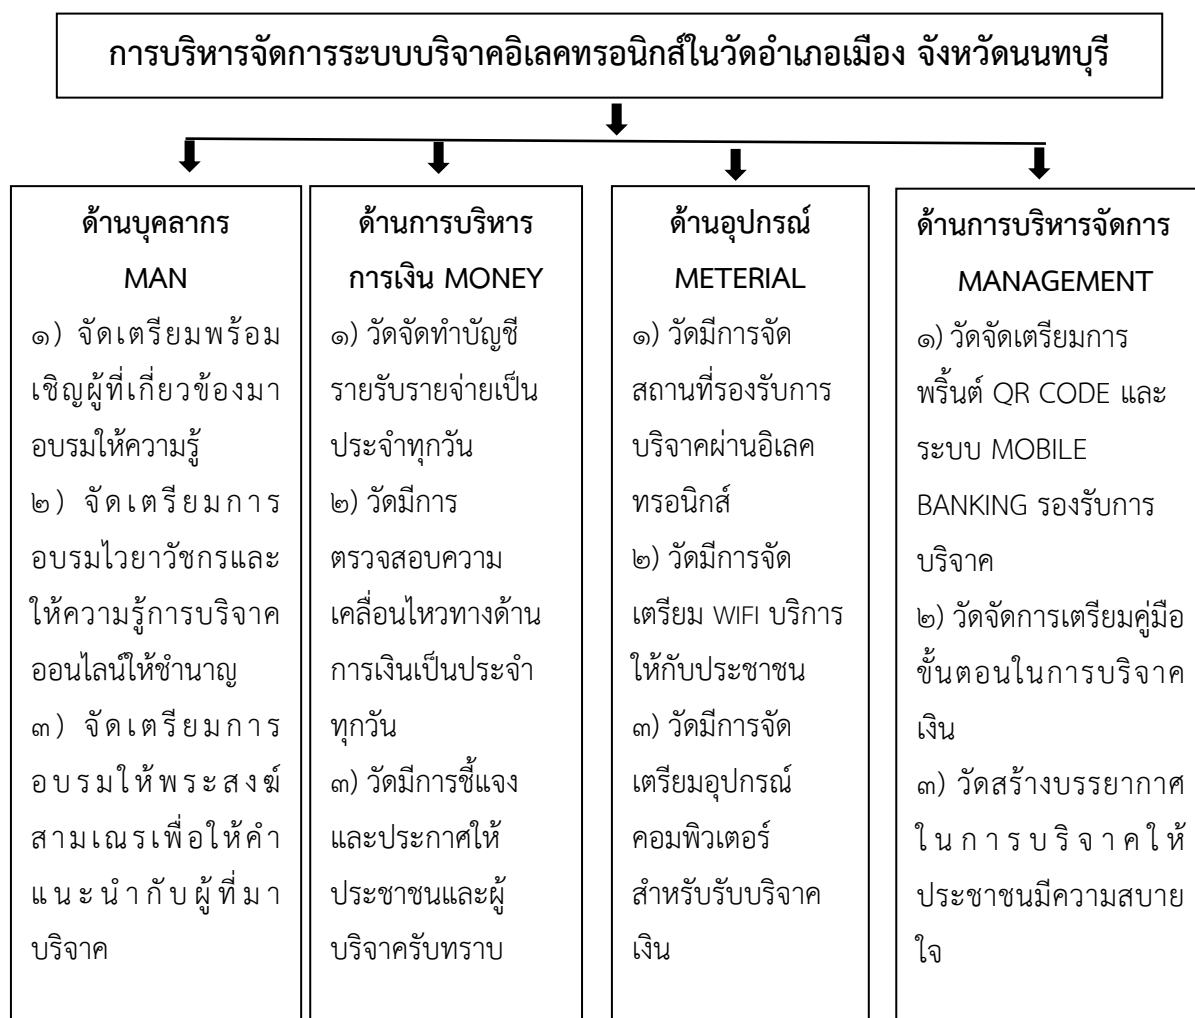 การบริหารจัดการระบบบริจาคอิเลคทรอนิกส์ในวัดอำเภอเมือง จังหวัดนนทบุรี
ด้านบุคลากร
MAN
๑) จัดเตรียมพร้อม
เชิญผู้ที่เกี่ยวข้องมา
อบรมให้ความรู้
๒) จัดเตรียมการ
อบรมไวยาวัชกรและ
ให้ความรู้การบริจาค
ออนไลน์ให้ชำนาญ
๓) จัดเตรียมการ
อบรมให้พระสงฆ์
สามเณรเพื่อให้คำ
แนะนำกับผู้ที่มา
บริจาค
ด้านการบริหาร
การเงิน MONEY
๑) วัดจัดทำบัญชี
รายรับรายจ่ายเป็น
ประจำทุกวัน
๒) วัดมีการ
ตรวจสอบความ
เคลื่อนไหวทางด้าน
การเงินเป็นประจำ
ทุกวัน
๓) วัดมีการชี้แจง
และประกาศให้
ประชาชนและผู้
บริจาครับทราบ
ด้านอุปกรณ์
METERIAL
๑) วัดมีการจัด
สถานที่รองรับการ
บริจาคผ่านอิเลค
ทรอนิกส์
๒) วัดมีการจัด
เตรียม WIFI บริการ
ให้กับประชาชน
๓) วัดมีการจัด
เตรียมอุปกรณ์
คอมพิวเตอร์
สำหรับรับบริจาค
เงิน
ด้านการบริหารจัดการ
MANAGEMENT
๑) วัดจัดเตรียมการ
พริ้นต์ QR CODE และ
ระบบ MOBILE
BANKING รองรับการ
บริจาค
๒) วัดจัดการเตรียมคู่มือ
ขั้นตอนในการบริจาค
เงิน
๓) วัดสร้างบรรยากาศ
ในการบริจาคให้
ประชาชนมีความสบาย
ใจ